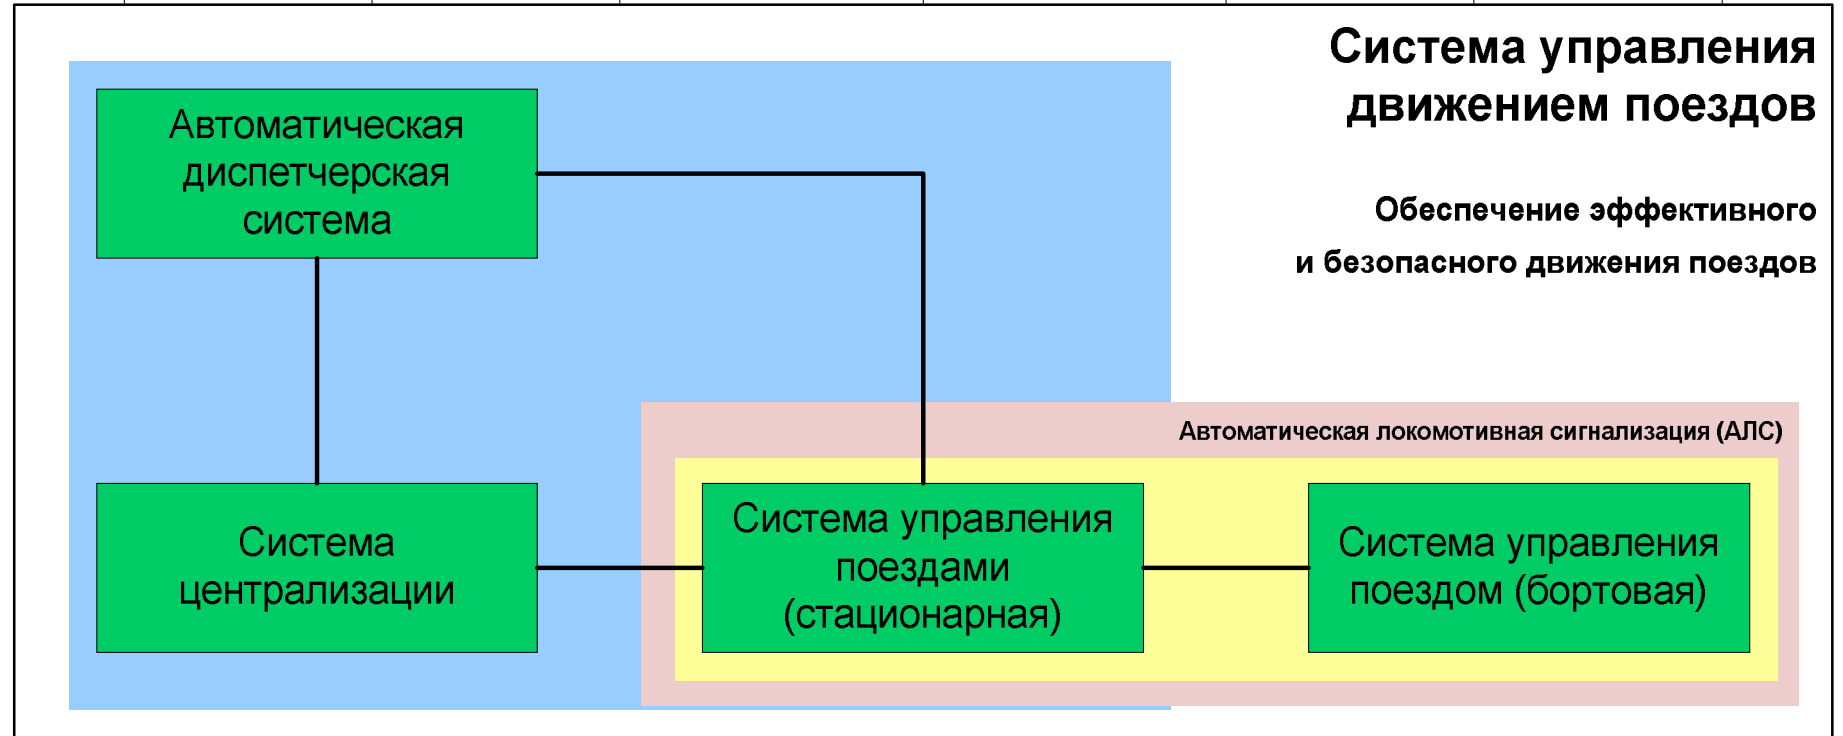 Система управления
движением поездов
Обеспечение эффективного
и безопасного движения поездов
Автоматическая
диспетчерская
система
Автоматическая локомотивная сигнализация (АЛС)
Система
централизации
Система управления
поездами
(стационарная)
Система управления
поездом (бортовая)